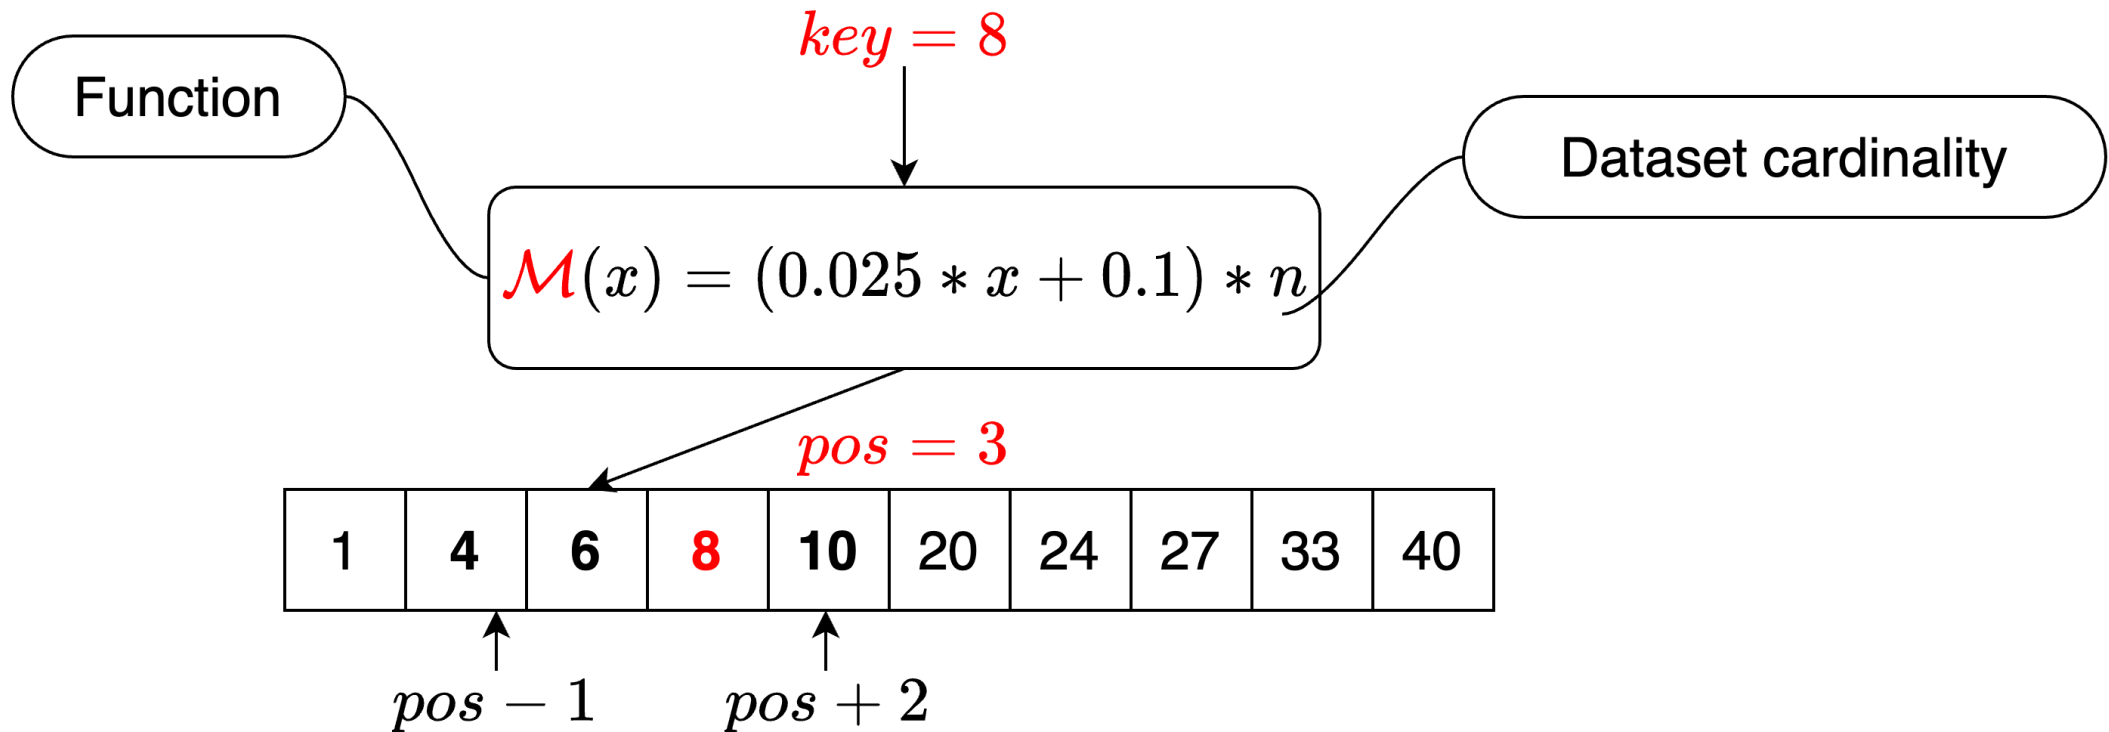 key = 8
Function
Dataset cardinality
ℳ(x) = (0.025 * x + 0.1) * n
pos = 3
1 4 6 8 10 20 24 27 33 40
pos − 1 pos + 2